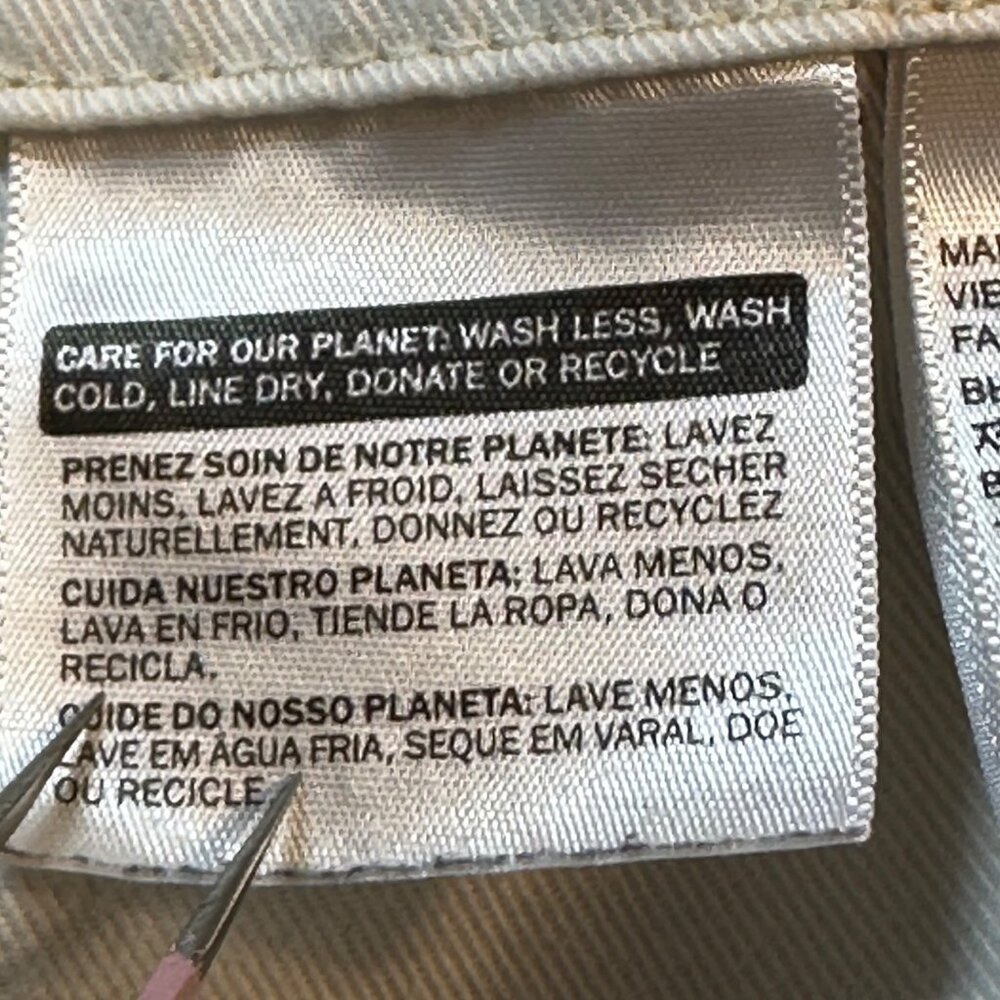 CARE FOR OUR PLANET: WASH LESS, WASH
COLD, LINE DRY, DONATE OR RECYCLE
PRENEZ SOIN DE NOTRE PLANETE: LAVEZ
MOINS, LAVEZ A FROID, LAISSEZ SECHER
NATURELLEMENT, DONNEZ OU RECYCLEZ
CUIDA NUESTRO PLANETA: LAVA MENOS,
LAVA EN FRIO, TIENDE LA ROPA, DONA O
RECICLA.
CUIDE DO NOSSO PLANETA: LAVE MENOS,
LAVE EM ÁGUA FRIA, SEQUE EM VARAL, DOE
OU RECICLE
MA
VIE
FA